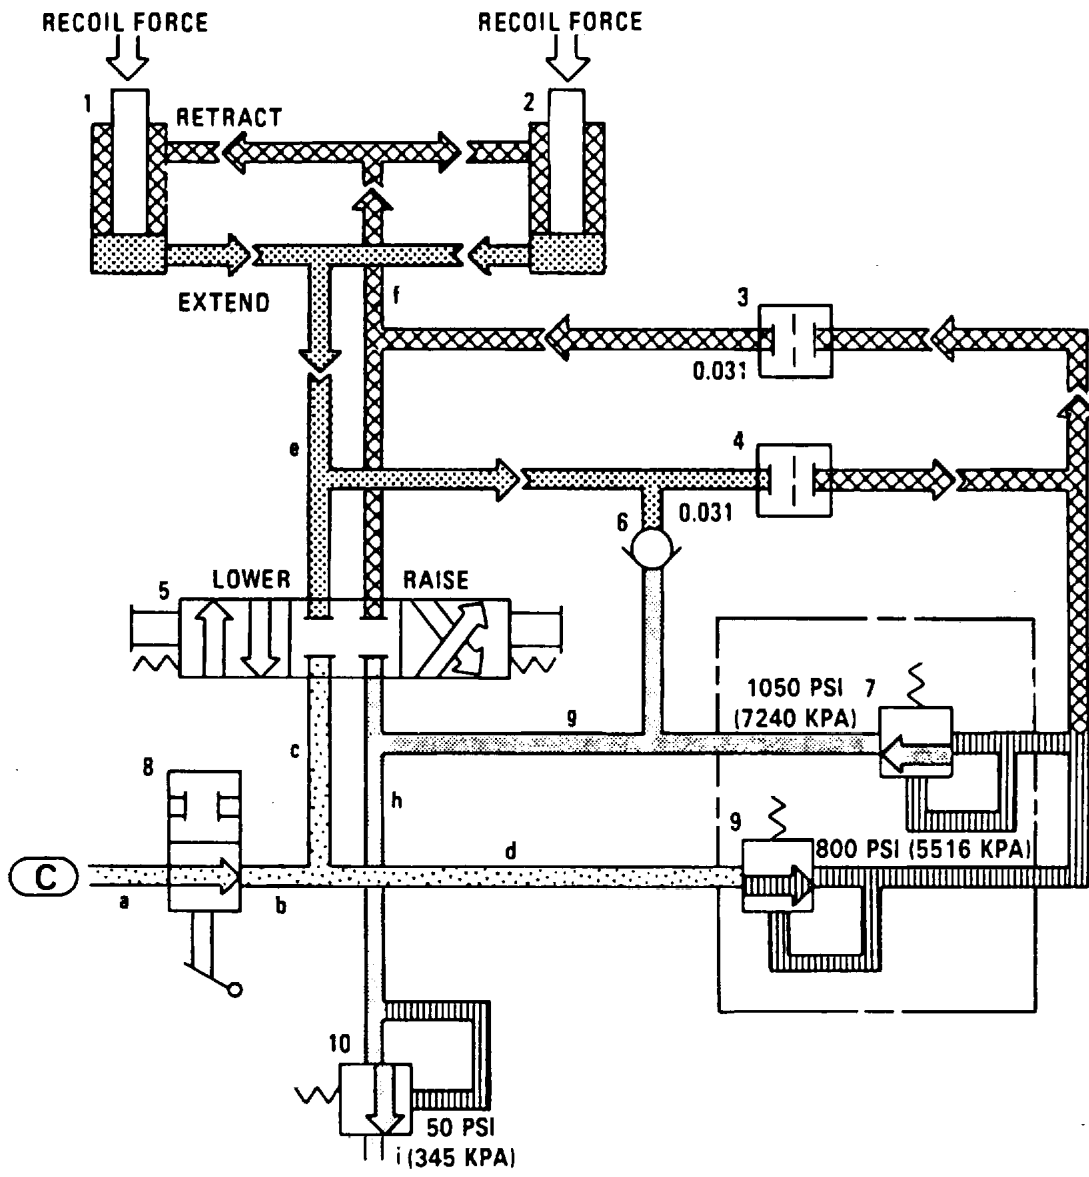 RECOIL FORCE
RECOIL FORCE
1
RETRACT
2
EXTEND
f
3
0.031
e
4
6
0.031
5
LOWER
RAISE
1050 PSI 7
(7240 KPA)
g
c
8
h
9
d
800 PSI (5516 KPA)
C
a
b
10
50 PSI
i (345 KPA)